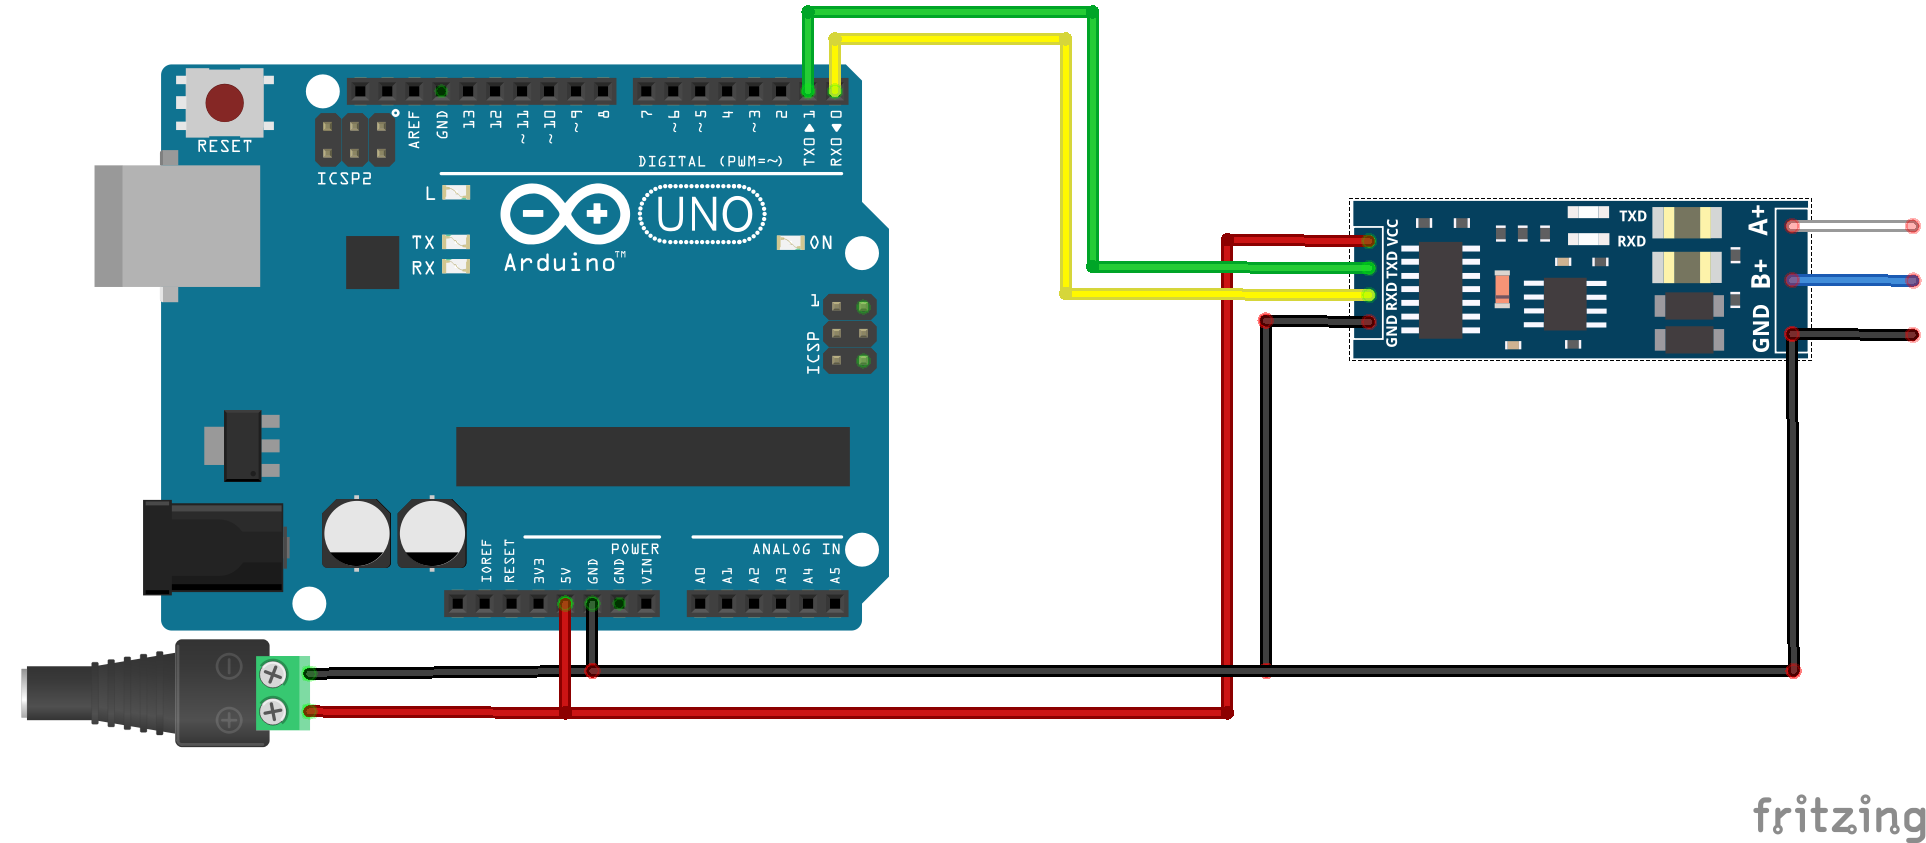 RESET
ICSP2
AREF
GND
13
12
~11
~10
~9
8
7
~6
~5
4
~3
2
TX0▶1
RX0◀0
DIGITAL (PWM=~)
L
TX
RX
Arduino™
UNO
ON
1
ICSP
IOREF
RESET
3V3
5V
GND
GND
VIN
POWER
ANALOG IN
A0
A1
A2
A3
A4
A5
VCC
TXD
RXD
GND
TXD
RXD
A+
B+
GND
fritzing